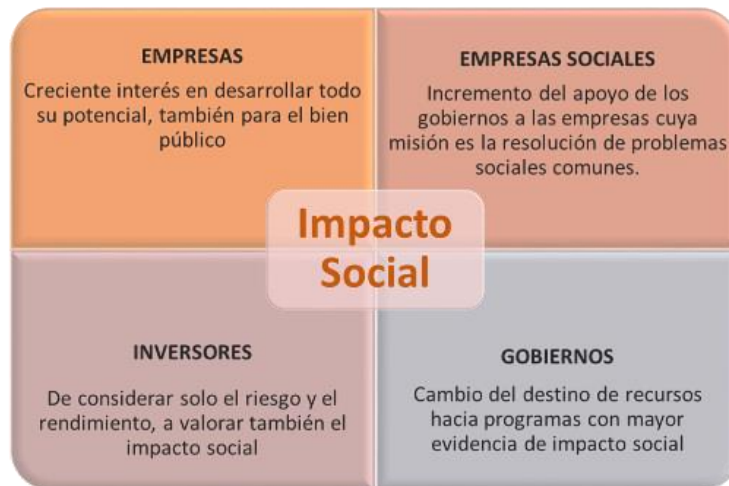 EMPRESAS
Creciente interés en desarrollar todo
su potencial, también para el bien
público
EMPRESAS SOCIALES
Incremento del apoyo de los
gobiernos a las empresas cuya
misión es la resolución de problemas
sociales comunes.
Impacto
Social
INVERSORES
De considerar solo el riesgo y el
rendimiento, a valorar también el
impacto social
GOBIERNOS
Cambio del destino de recursos
hacia programas con mayor
evidencia de impacto social